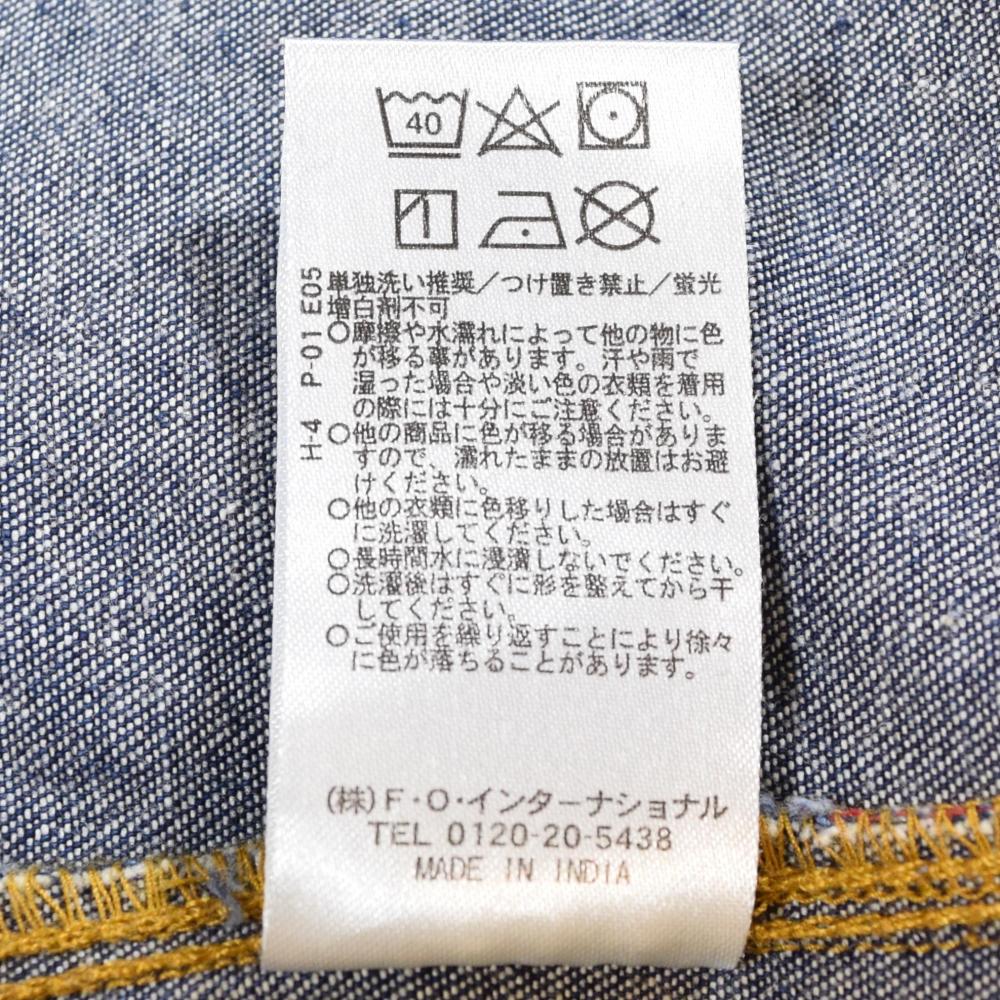 40
単独洗い推奨／つけ置き禁止／蛍光
増白剤不可
○摩擦や水濡れによって他の物に色
が移る事があります。汗や雨で
湿った場合や淡い色の衣類を着用
の際には十分にご注意ください。
○他の商品に色が移る場合がありま
すので、濡れたままの放置はお避
けください。
○他の衣類に色移りした場合はすぐ
に洗濯してください。
○長時間水に浸漬しないでください。
○洗濯後はすぐに形を整えてから干
してください。
○ご使用を繰り返すことにより徐々
に色が落ちることがあります。
H-4 P-01 E05
(株)F・O・インターナショナル
TEL 0120-20-5438
MADE IN INDIA